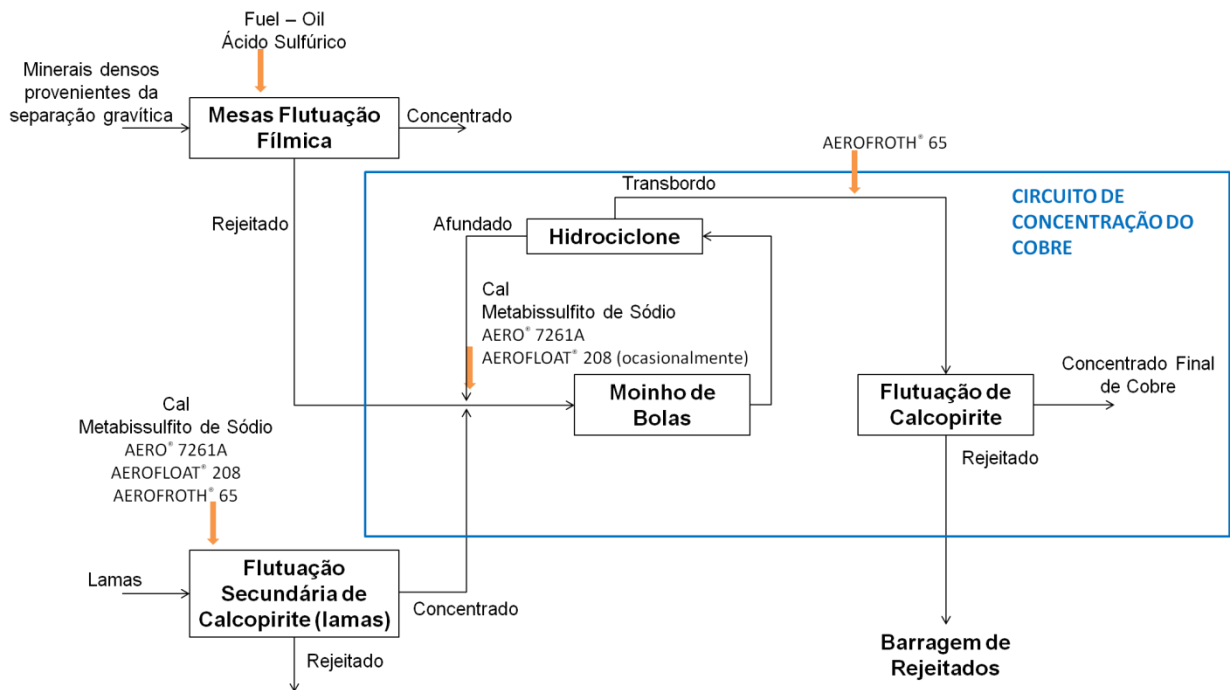 Fuel – Oil
Ácido Sulfúrico
Minerais densos
provenientes da
separação gravítica
Mesas Flutuação
Fílmica
Concentrado
Rejeitado
AEROFROTH® 65
CIRCUITO DE
CONCENTRAÇÃO DO
COBRE
Transbordo
Afundado
Hidrociclone
Cal
Metabissulfito de Sódio
AERO® 7261A
AEROFLOAT® 208 (ocasionalmente)
Moinho de
Bolas
Flutuação de
Calcopirite
Concentrado Final
de Cobre
Rejeitado
Barragem de
Rejeitados
Cal
Metabissulfito de Sódio
AERO® 7261A
AEROFLOAT® 208
AEROFROTH® 65
Lamas
Flutuação
Secundária de
Calcopirite (lamas)
Concentrado
Rejeitado